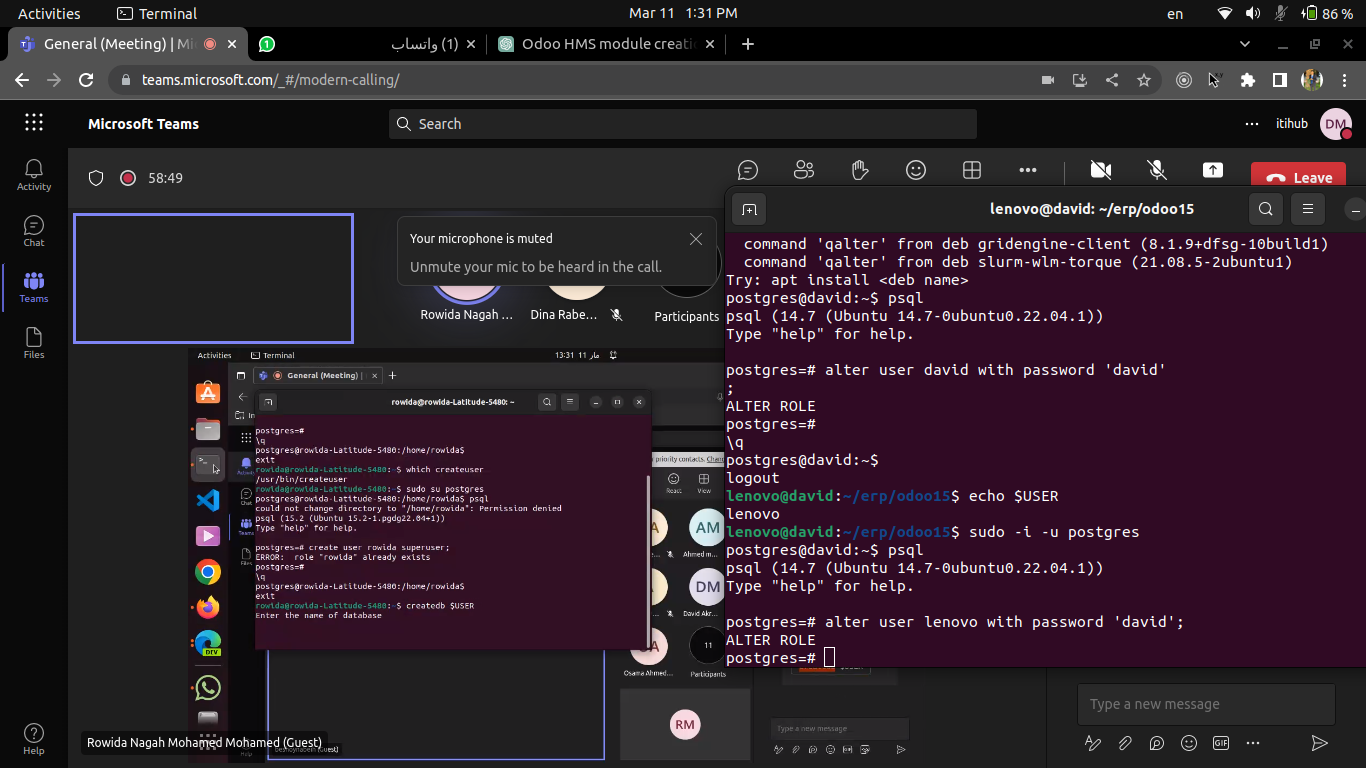 Activities
Terminal
Mar 11 1:31 PM
en
86 %
General (Meeting) | Mi
1
(1) واتساب
Odoo HMS module creati
teams.microsoft.com/_#/modern-calling/
Microsoft Teams
Search
itihub
DM
Activity
Chat
Teams
Files
Help
58:49
Leave
Your microphone is muted
Unmute your mic to be heard in the call.
Rowida Nagah ...
Dina Rabe...
Participants
Activities
Terminal
13:31 11 مار
General (Meeting) |
rowida@rowida-Latitude-5480: ~
postgres=#
\q
postgres@rowida-Latitude-5480:/home/rowida$
exit
rowida@rowida-Latitude-5480:~$ which createuser
/usr/bin/createuser
rowida@rowida-Latitude-5480:~$ sudo su postgres
postgres@rowida-Latitude-5480:/home/rowida$ psql
could not change directory to "/home/rowida": Permission denied
psql (15.2 (Ubuntu 15.2-1.pgdg22.04+1))
Type "help" for help.
postgres=# create user rowida superuser;
ERROR:  role "rowida" already exists
postgres=#
\q
postgres@rowida-Latitude-5480:/home/rowida$
exit
rowida@rowida-Latitude-5480:~$ createdb $USER
Enter the name of database
priority contacts.
React
View
AM
Ahmed m...
DM
David Akr...
11
Osama Ahmed...
Participants
RM
Type a new message
DEV
Rowida Nagah Mohamed Mohamed (Guest)
lenovo@david: ~/erp/odoo15
command 'qalter' from deb gridengine-client (8.1.9+dfsg-10build1)
command 'qalter' from deb slurm-wlm-torque (21.08.5-2ubuntu1)
Try: apt install <deb name>
postgres@david:~$ psql
psql (14.7 (Ubuntu 14.7-0ubuntu0.22.04.1))
Type "help" for help.
postgres=# alter user david with password 'david'
;
ALTER ROLE
postgres=#
\q
postgres@david:~$
logout
lenovo@david:~/erp/odoo15$ echo $USER
lenovo
lenovo@david:~/erp/odoo15$ sudo -i -u postgres
postgres@david:~$ psql
psql (14.7 (Ubuntu 14.7-0ubuntu0.22.04.1))
Type "help" for help.
postgres=# alter user lenovo with password 'david';
ALTER ROLE
postgres=#
Type a new message
GIF